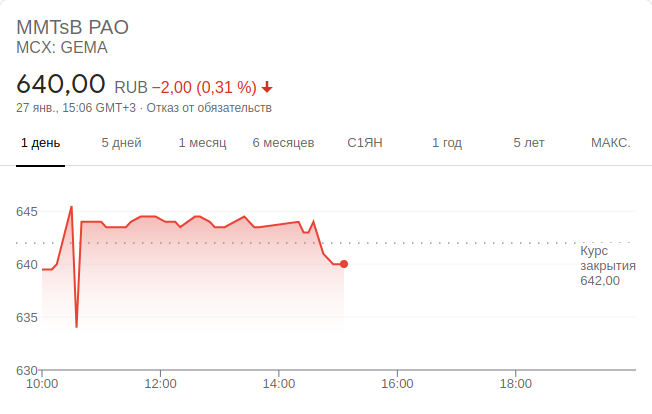 MMTsB PAO
MCX: GEMA
640,00 RUB −2,00 (0,31 %)
27 янв., 15:06 GMT+3 · Отказ от обязательств
1 день 5 дней 1 месяц 6 месяцев С1ЯН 1 год 5 лет МАКС.
645
640
635
630
Курс
закрытия
642,00
10:00 12:00 14:00 16:00 18:00